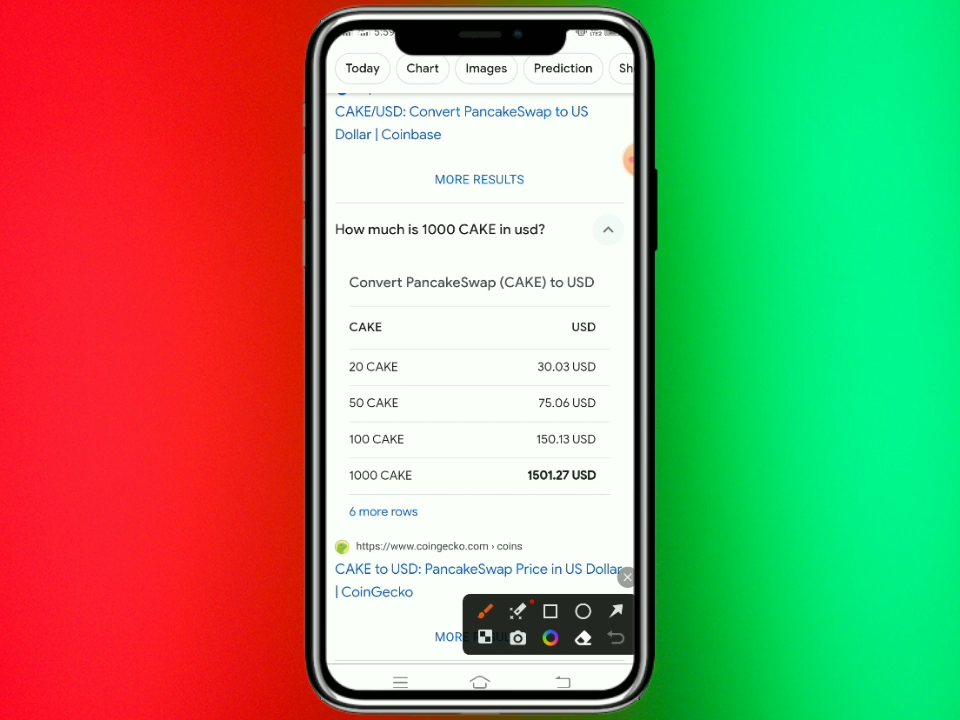 5:59
Today
Chart
Images
Prediction
CAKE/USD: Convert PancakeSwap to US
Dollar | Coinbase
MORE RESULTS
How much is 1000 CAKE in usd?
Convert PancakeSwap (CAKE) to USD
CAKE USD
20 CAKE 30.03 USD
50 CAKE 75.06 USD
100 CAKE 150.13 USD
1000 CAKE 1501.27 USD
6 more rows
https://www.coingecko.com › coins
CAKE to USD: PancakeSwap Price in US Dollar
| CoinGecko
MORE